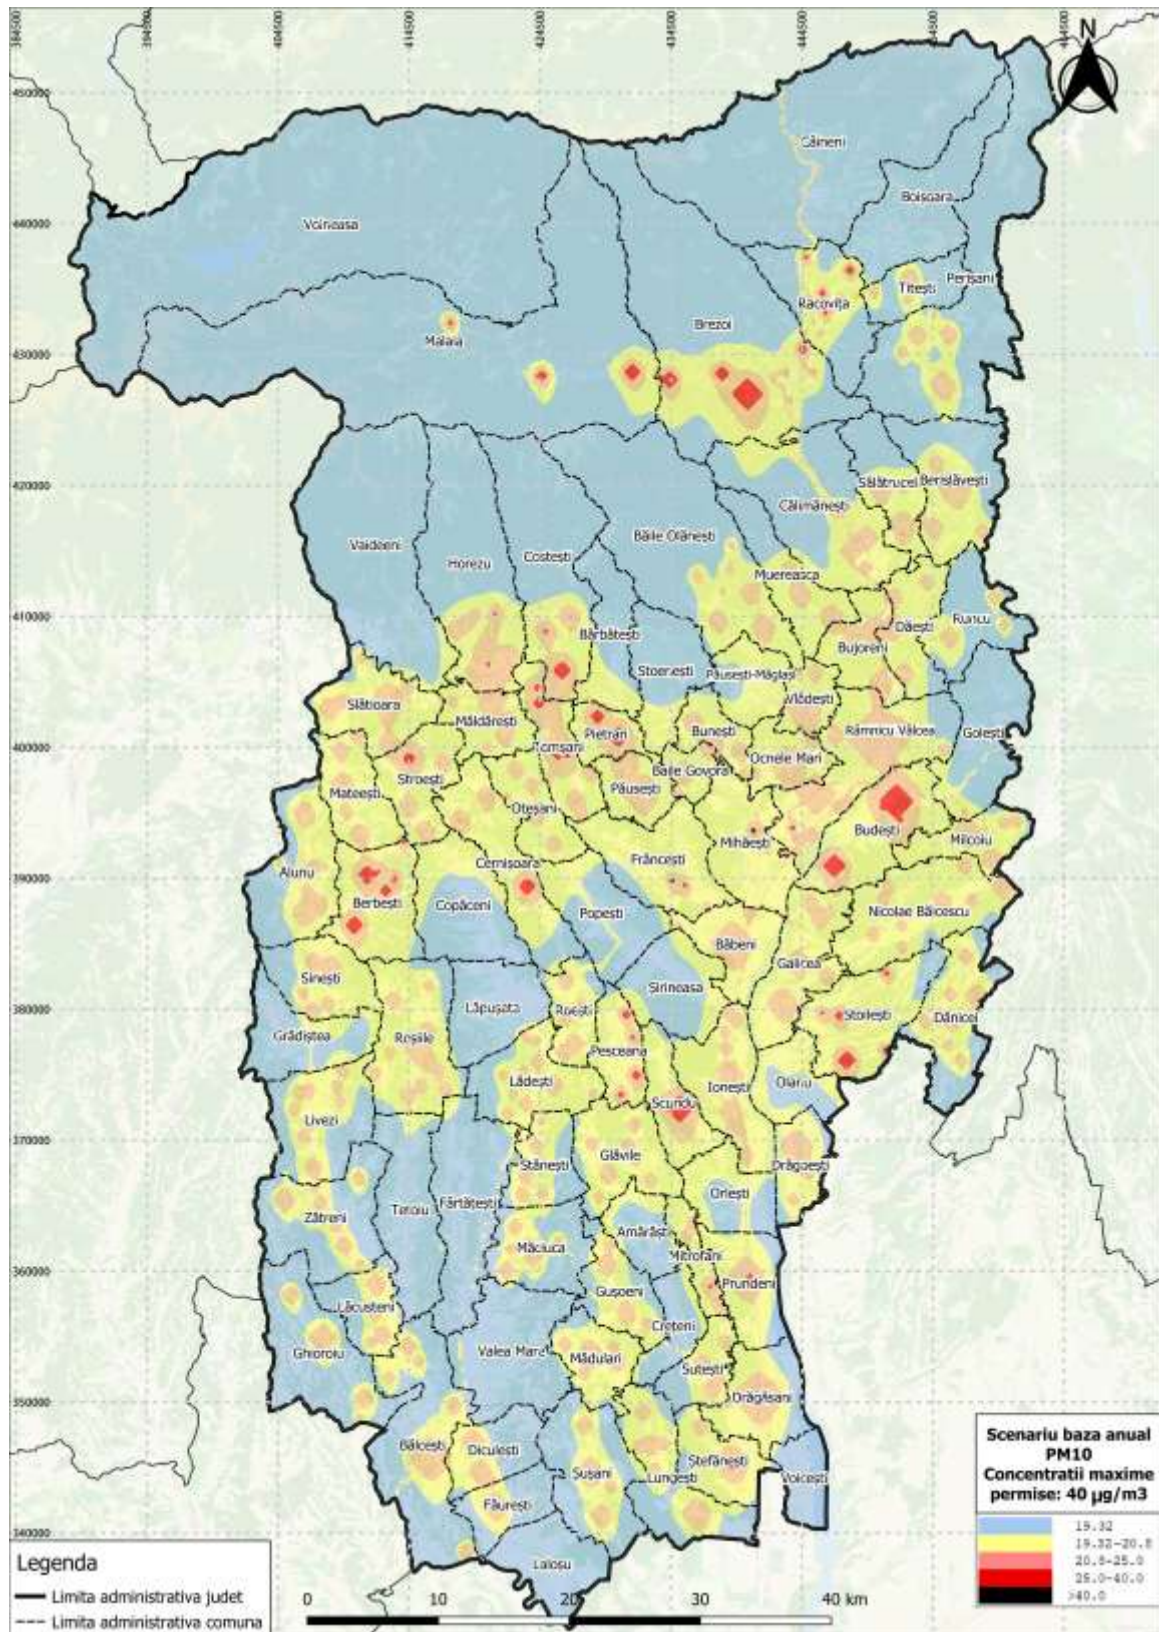 N
450000
440000
430000
420000
410000
400000
390000
380000
370000
360000
350000
340000
Câineni
Boișoara
Voineasa
Perișani
Titești
Racovița
Brezoi
Malaia
Sălătrucel
Berislăvești
Călimănești
Băile Olănești
Vaideeni
Costești
Horezu
Muereasca
Runcu
Dăești
Bărbătești
Bujoreni
Stoenești
Păusești-Măglași
Vlădești
Slătioara
Măldărești
Pietrari
Bunești
Râmnicu Vâlcea
Golești
Tomșani
Ocnele Mari
Băile Govora
Stroești
Păușești
Mateești
Oteșani
Budești
Mihăești
Milcoiu
Frâncești
Cernișoara
Alunu
Berbești
Copăceni
Popești
Nicolae Bălcescu
Băbeni
Galicea
Sinești
Șirineasa
Lăpușata
Roești
Stoilești
Dănicei
Grădiștea
Roșiile
Pesceana
Lădești
Ionești
Olanu
Scundu
Livezi
Glăvile
Drăgoești
Stănești
Orlești
Tetoiu
Fârtățești
Zătreni
Amărăști
Măciuca
Mitrofani
Prundeni
Gușoeni
Lăcusteni
Crețeni
Ghioroiu
Valea Mare
Mădulari
Sutești
Drăgășani
Bălcești
Diculești
Ștefănești
Șușani
Lungești
Voicești
Făurești
Lalosu
Scenariu baza anual
PM10
Concentratii maxime
permise: 40 µg/m3
19.32
19.32-20.8
20.8-25.0
25.0-40.0
>40.0
Legenda
Limita administrativa judet
Limita administrativa comuna
0 10 20 30 40 km